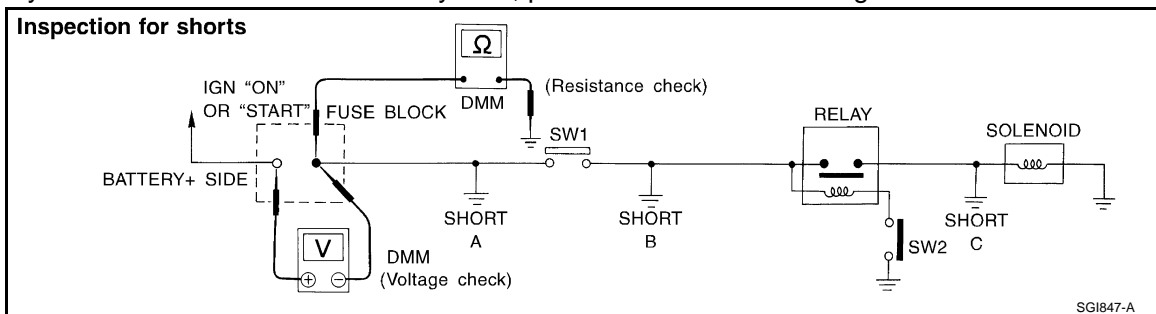 Inspection for shorts
IGN “ON”
OR “START”
FUSE BLOCK
BATTERY+ SIDE
Ω
DMM
(Resistance check)
SW1
RELAY
SOLENOID
SHORT
A
SHORT
B
SHORT
C
SW2
V
+
−
DMM
(Voltage check)
SGI847-A